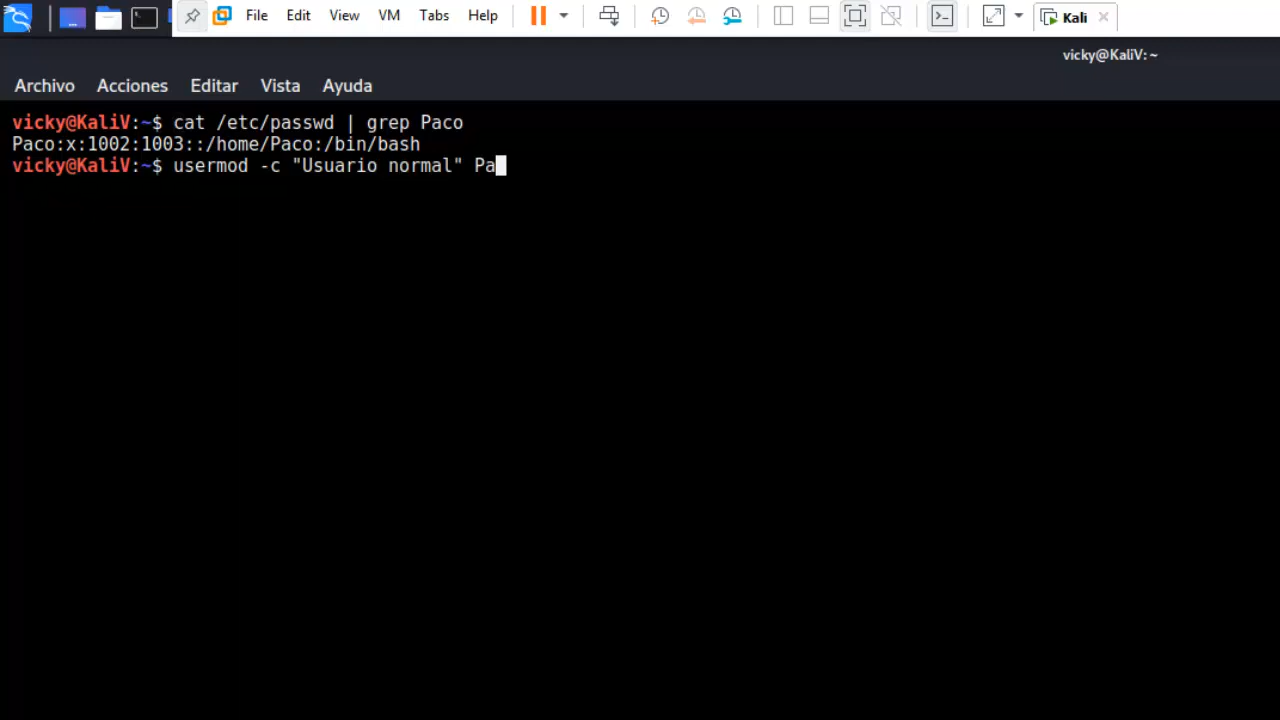 File Edit View VM Tabs Help Kali
vicky@KaliV: ~
Archivo Acciones Editar Vista Ayuda
vicky@KaliV:~$ cat /etc/passwd | grep Paco
Paco:x:1002:1003::/home/Paco:/bin/bash
vicky@KaliV:~$ usermod -c "Usuario normal" Pa